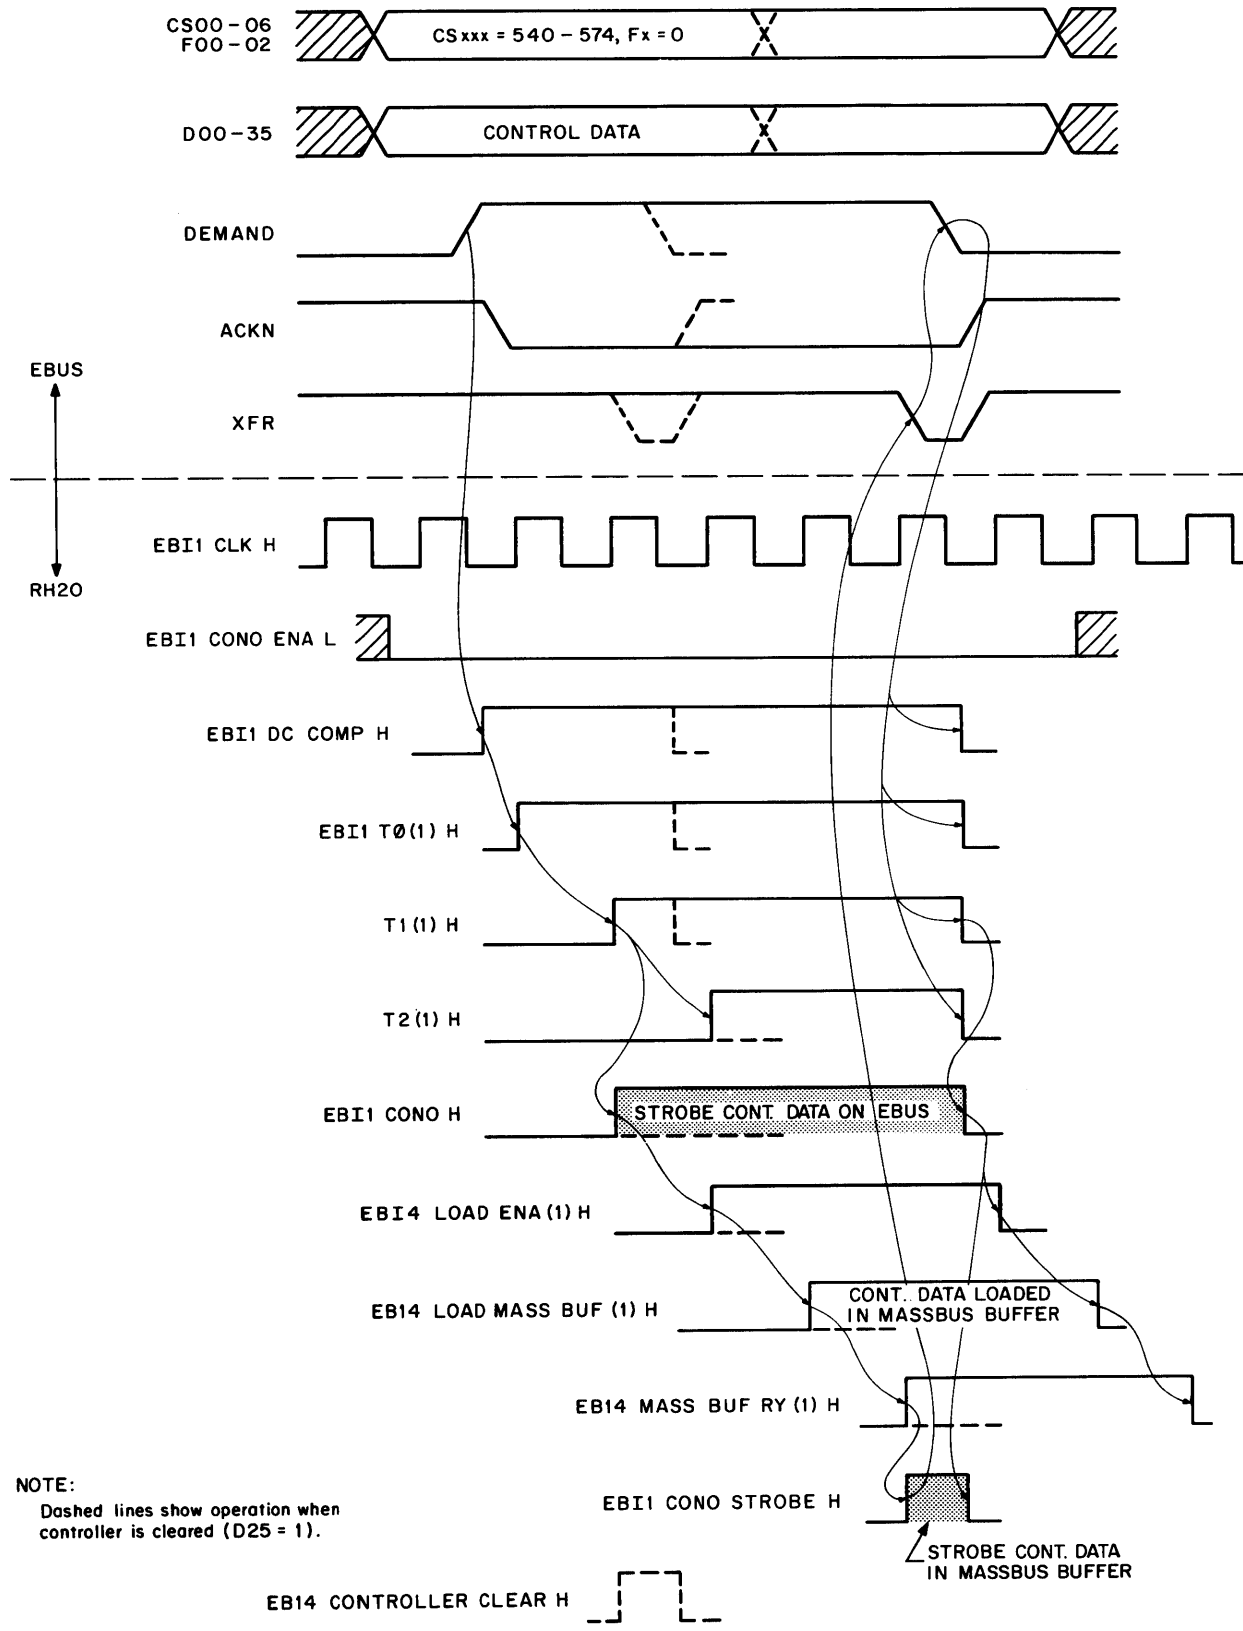 CS00-06
F00-02
CSxxx = 540 - 574, Fx = 0
D00-35
CONTROL DATA
DEMAND
ACKN
EBUS
XFR
EBI1 CLK H
RH20
EBI1 CONO ENA L
EBI1 DC COMP H
EBI1 TØ(1) H
T1(1) H
T2(1) H
EBI1 CONO H
STROBE CONT. DATA ON EBUS
EBI4 LOAD ENA (1) H
EB14 LOAD MASS BUF (1) H
CONT.. DATA LOADED
IN MASSBUS BUFFER
EB14 MASS BUF RY (1) H
NOTE:
Dashed lines show operation when
controller is cleared (D25 = 1).
EBI1 CONO STROBE H
STROBE CONT. DATA
IN MASSBUS BUFFER
EB14 CONTROLLER CLEAR H